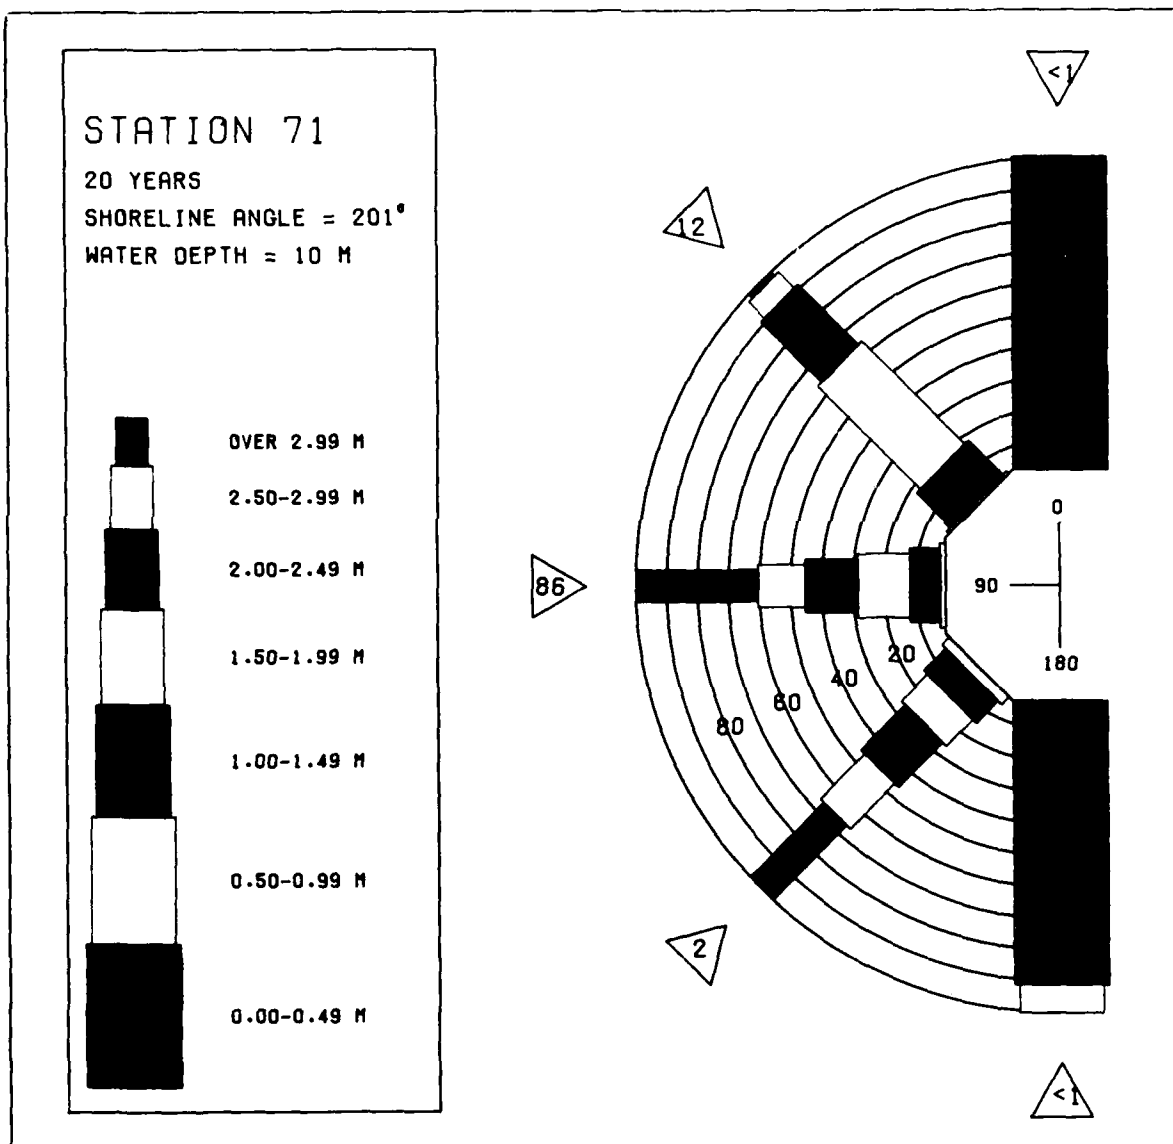 STATION 71
20 YEARS
SHORELINE ANGLE = 201°
WATER DEPTH = 10 M
OVER 2.99 M
2.50-2.99 M
2.00-2.49 M
1.50-1.99 M
1.00-1.49 M
0.50-0.99 M
0.00-0.49 M
<1
12
86
2
<1
0
90
180
20
40
60
80